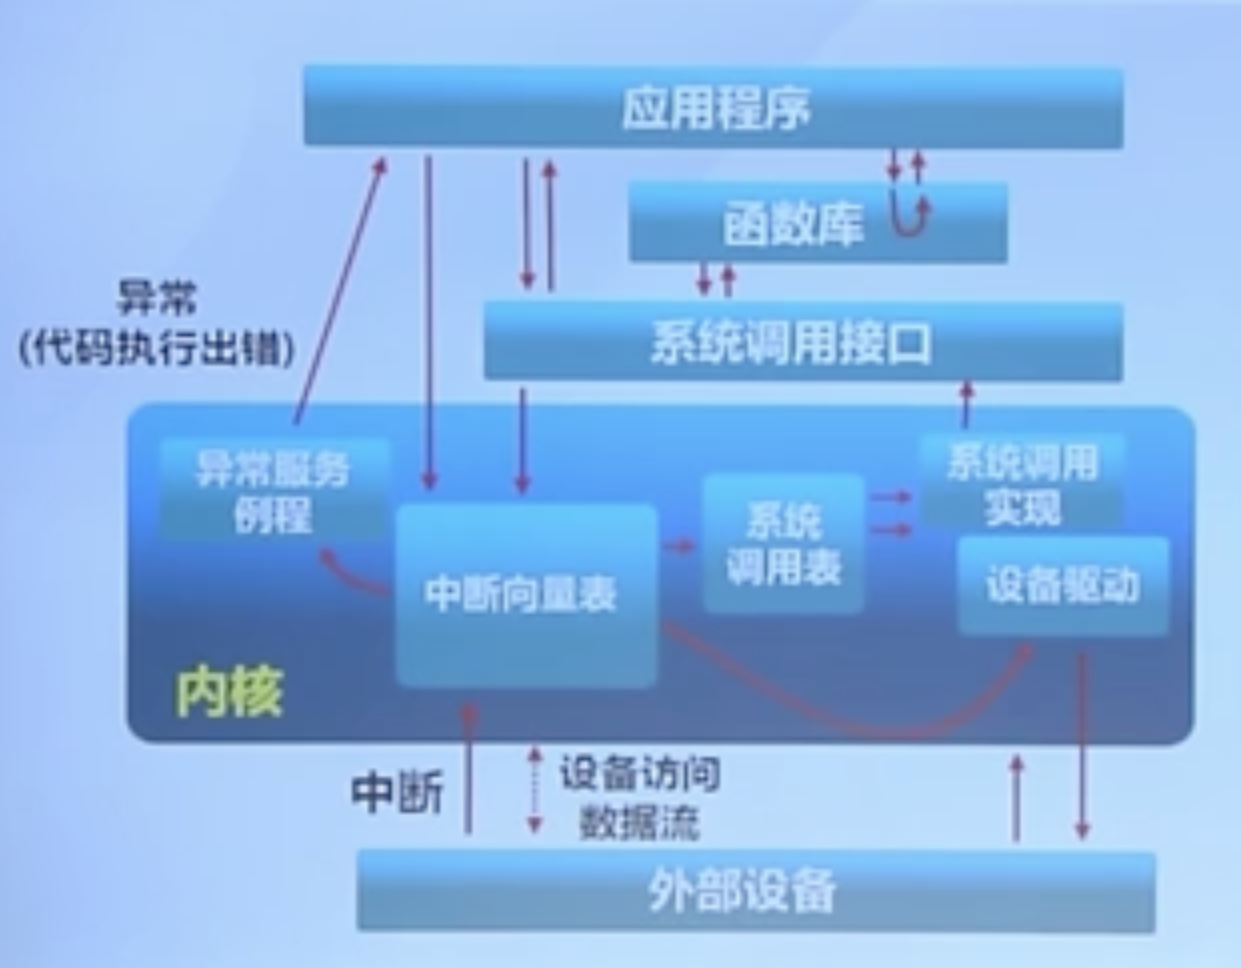 应用程序
函数库
异常
(代码执行出错)
系统调用接口
异常服务
例程
系统调用
实现
系统
调用表
中断向量表
设备驱动
内核
中断
设备访问
数据流
外部设备